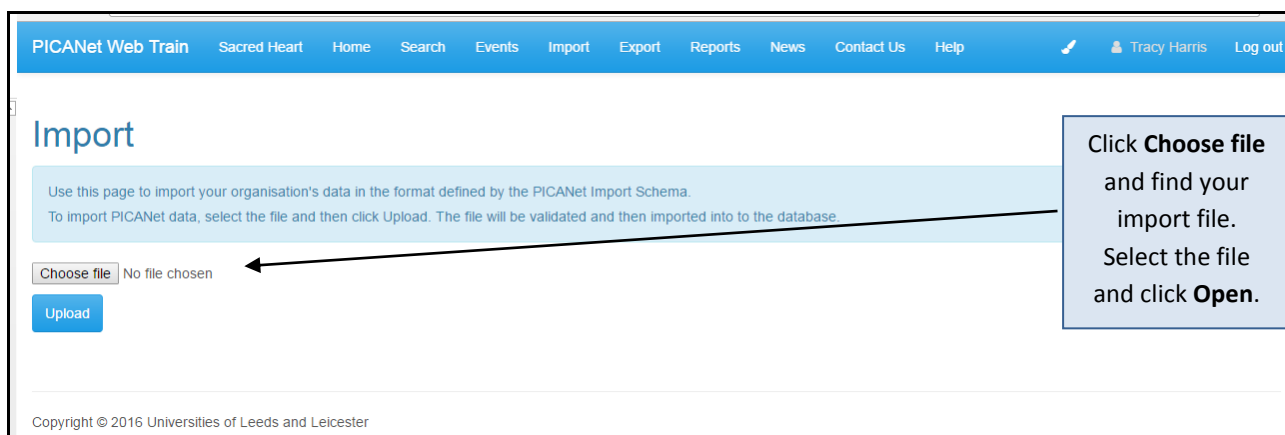 PICANet Web Train Sacred Heart Home Search Events Import Export Reports News Contact Us Help Tracy Harris Log out
Import
Use this page to import your organisation's data in the format defined by the PICANet Import Schema.
To import PICANet data, select the file and then click Upload. The file will be validated and then imported into to the database.
Choose file No file chosen
Upload
Click Choose file
and find your
import file.
Select the file
and click Open.
Copyright © 2016 Universities of Leeds and Leicester